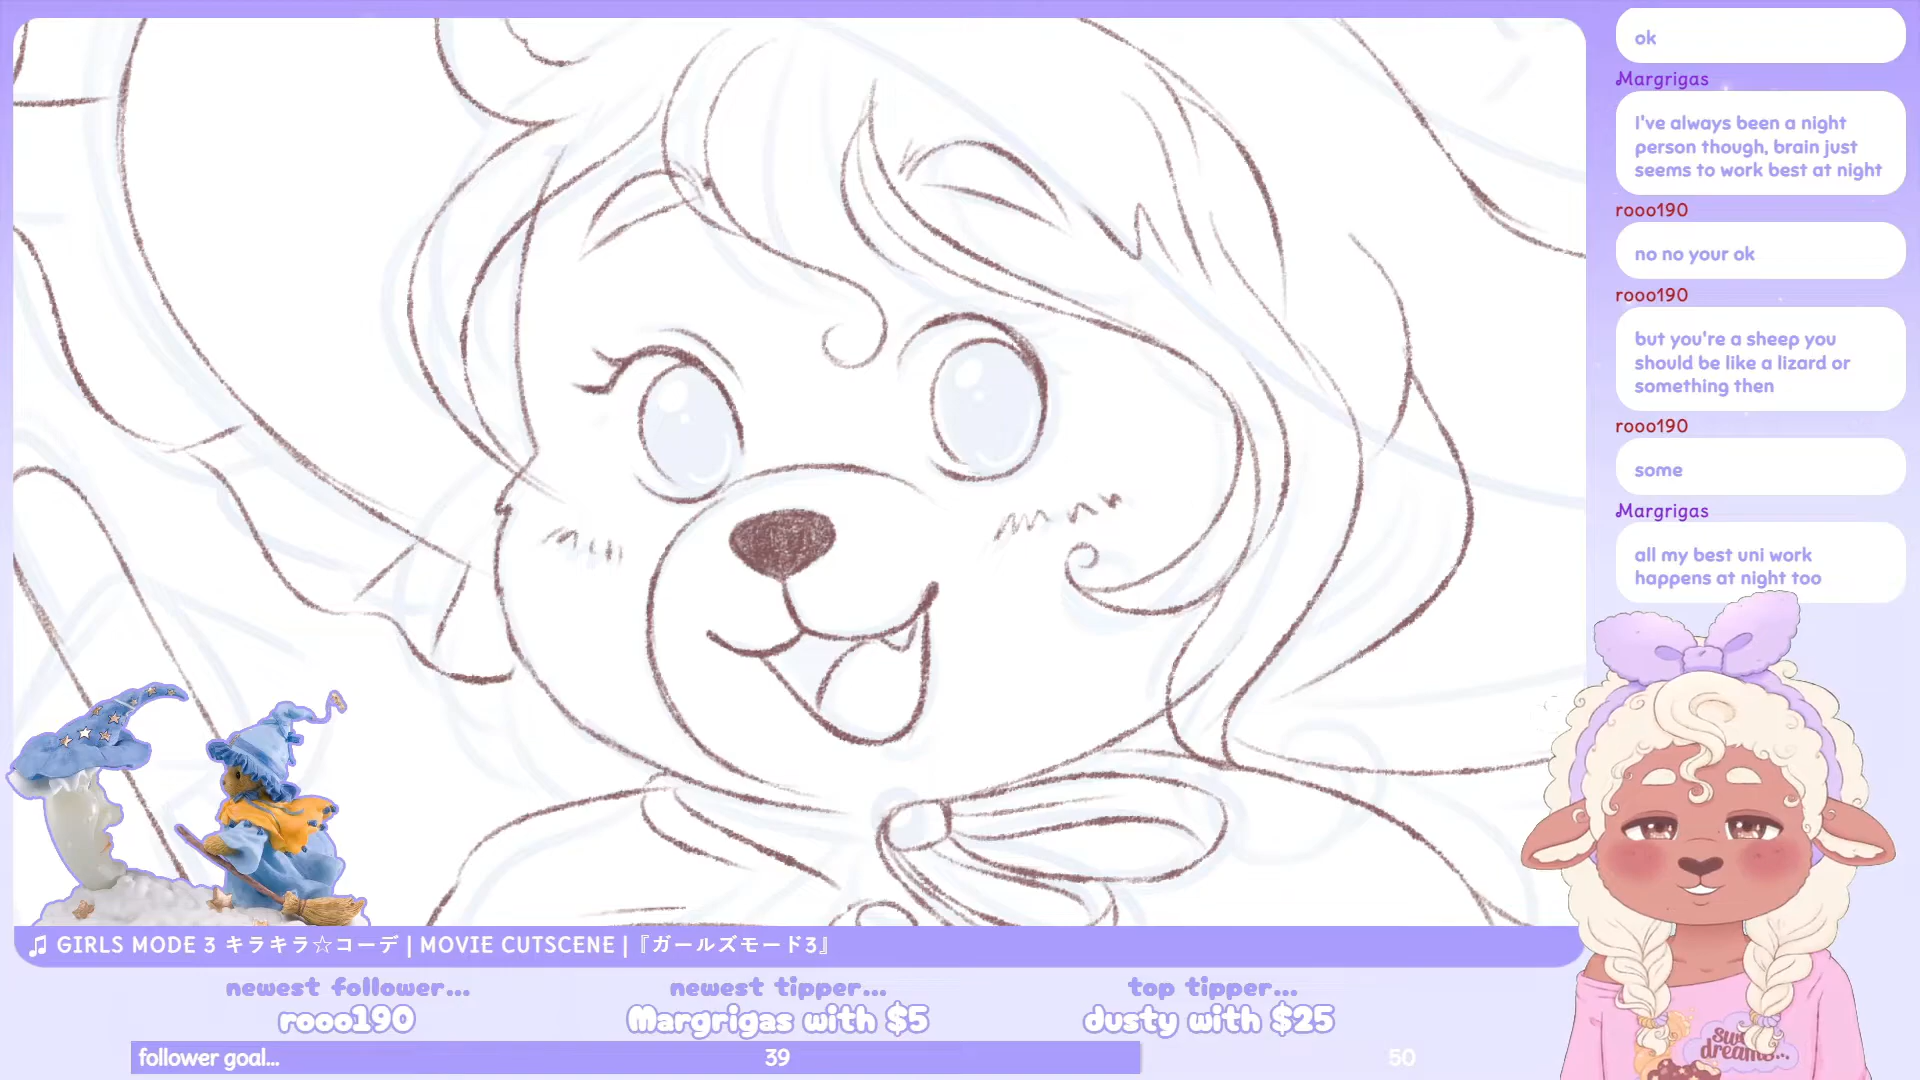 ok
Margrigas
I've always been a night
person though, brain just
seems to work best at night
rooo190
no no your ok
rooo190
but you're a sheep you
should be like a lizard or
something then
rooo190
some
Margrigas
all my best uni work
happens at night too
♫ GIRLS MODE 3 キラキラ☆コーデ | MOVIE CUTSCENE |『ガールズモード3』
newest follower...
rooo190
newest tipper...
Margrigas with $5
top tipper...
dusty with $25
follower goal...
39
50
dreams...